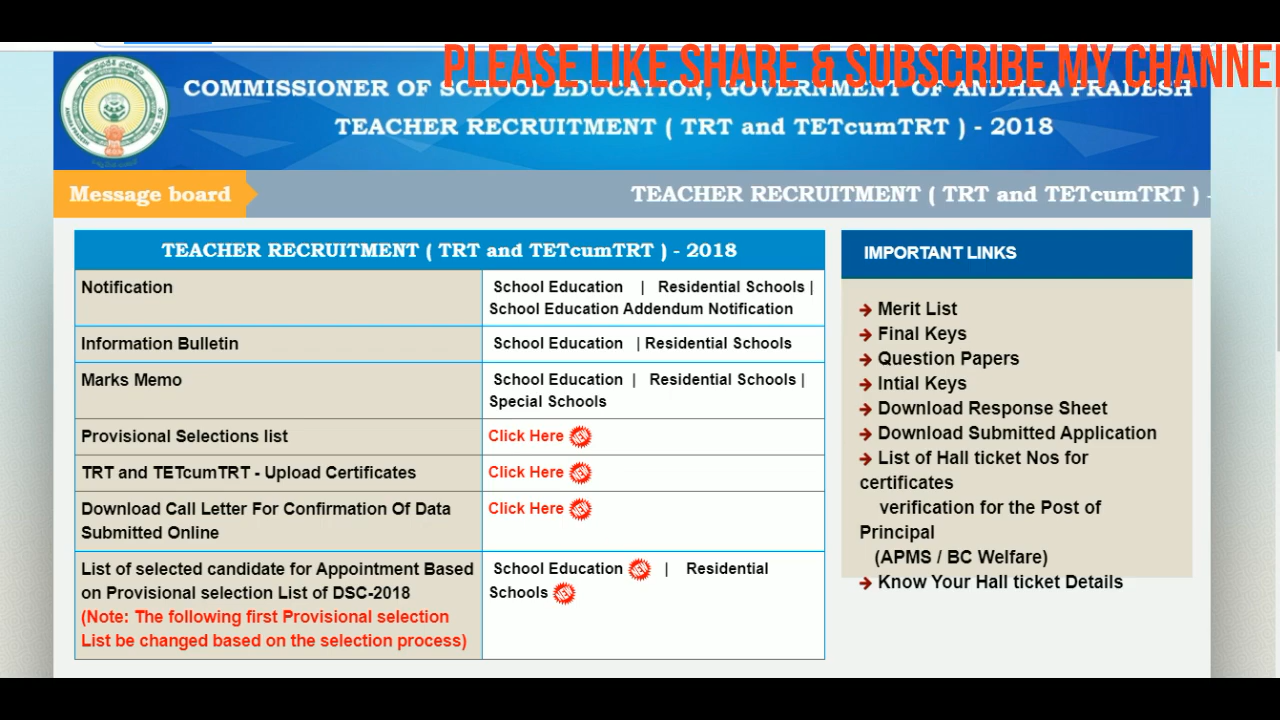 PLEASE LIKE SHARE & SUBSCRIBE MY CHANNEL
COMMISSIONER OF SCHOOL EDUCATION, GOVERNMENT OF ANDHRA PRADESH
TEACHER RECRUITMENT ( TRT and TETcumTRT ) - 2018
Message board
TEACHER RECRUITMENT ( TRT and TETcumTRT ) -
TEACHER RECRUITMENT ( TRT and TETcumTRT ) - 2018
Notification
School Education | Residential Schools |
School Education Addendum Notification
Information Bulletin
School Education | Residential Schools
Marks Memo
School Education | Residential Schools |
Special Schools
Provisional Selections list
Click Here NEW
TRT and TETcumTRT - Upload Certificates
Click Here NEW
Download Call Letter For Confirmation Of Data
Submitted Online
Click Here NEW
List of selected candidate for Appointment Based
on Provisional selection List of DSC-2018
(Note: The following first Provisional selection
List be changed based on the selection process)
School Education NEW | Residential
Schools NEW
IMPORTANT LINKS
Merit List
Final Keys
Question Papers
Intial Keys
Download Response Sheet
Download Submitted Application
List of Hall ticket Nos for
certificates
verification for the Post of
Principal
(APMS / BC Welfare)
Know Your Hall ticket Details